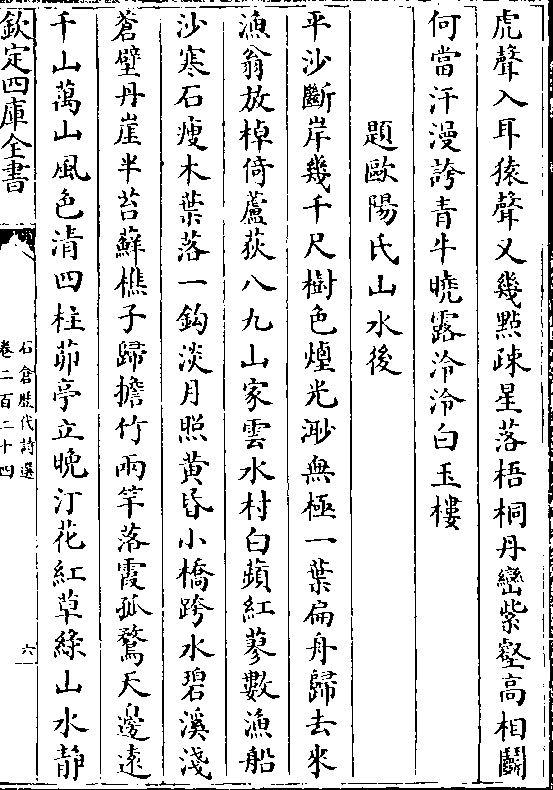 虎聲入耳猿聲又幾㸃疎星落梧桐丹巒紫壑高相鬬
何當汗漫誇青牛曉露泠泠白玉樓
題歐陽氏山水後
平沙斷岸幾千尺樹色煙光渺無極一葉扁舟歸去來
漁翁放棹倚蘆荻八九山家雲水村白蘋紅蓼數漁船
沙寒石瘦木葉落一鈎淡月照黄昏小橋跨水碧溪淺
蒼壁丹崖半苔蘚樵子歸擔竹兩竿落霞孤鶩天邊遠
千山萬山風色清四柱茆亭立晩汀花紅草綠山水静
欽定四庫全書
石倉歴代詩選
卷二百二十四
六